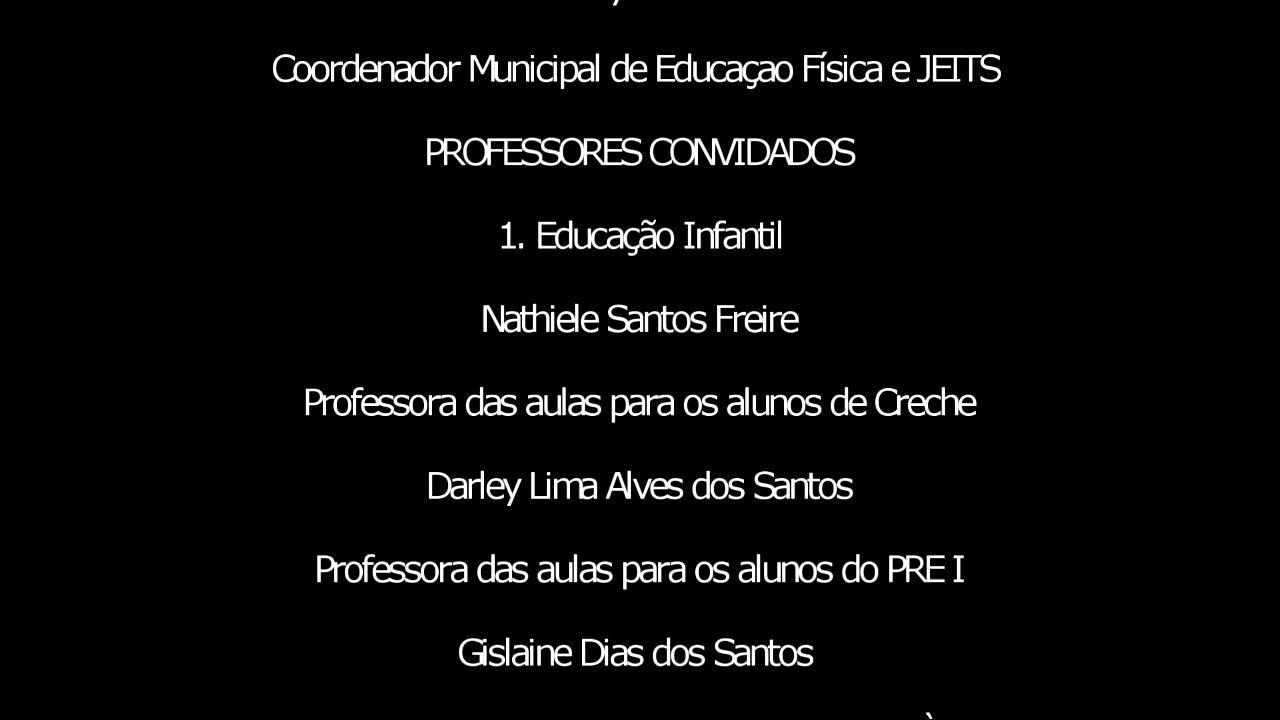 Coordenador Municipal de Educaçao Física e JEITS
PROFESSORES CONVIDADOS
1. Educação Infantil
Nathiele Santos Freire
Professora das aulas para os alunos de Creche
Darley Lima Alves dos Santos
Professora das aulas para os alunos do PRE I
Gislaine Dias dos Santos